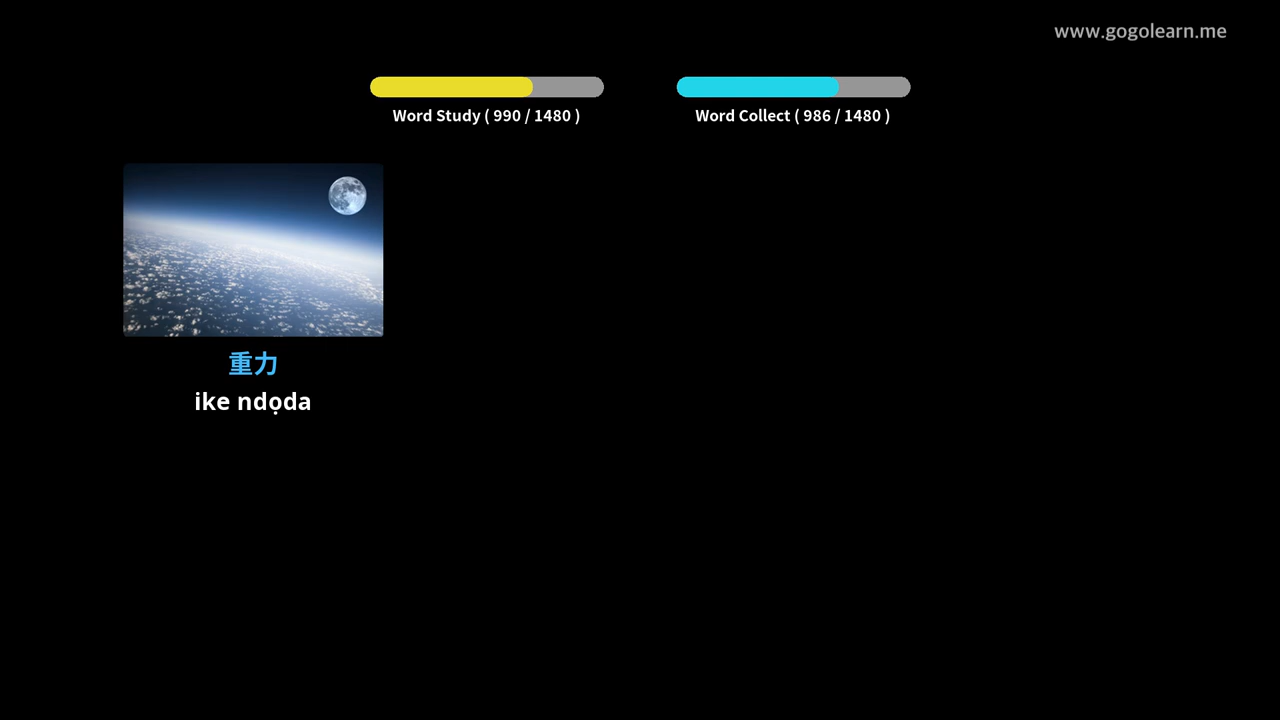 www.gogolearn.me
Word Study ( 990 / 1480 )
Word Collect ( 986 / 1480 )
重力
ike ndọda